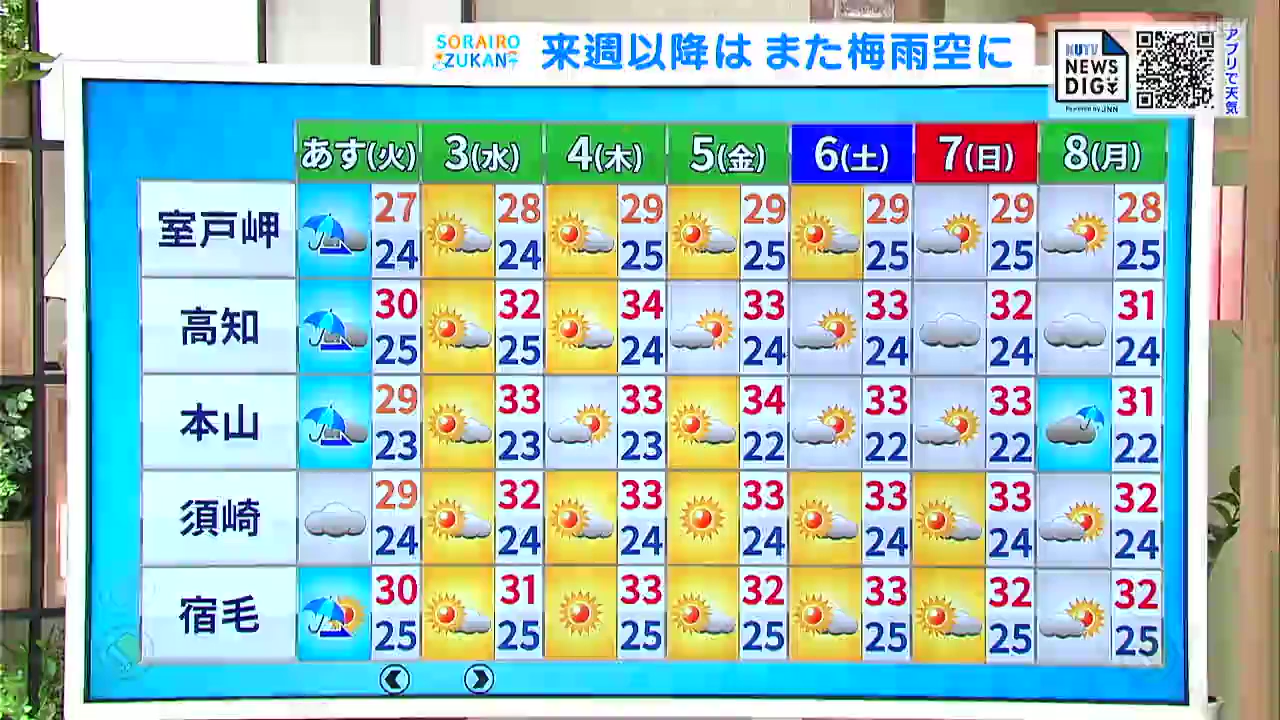 SORAIRO
ZUKAN
来週以降は また梅雨空に
KUTV
NEWS
DIG
Powered by JNN
アプリで天気
あす(火) 3(水) 4(木) 5(金) 6(土) 7(日) 8(月)
室戸岬 27 28 29 29 29 29 28
24 24 25 25 25 25 25
高知 30 32 34 33 33 32 31
25 25 24 24 24 24 24
本山 29 33 33 34 33 33 31
23 23 23 22 22 22 22
須崎 29 32 33 33 33 33 32
24 24 24 24 24 24 24
宿毛 30 31 33 32 33 32 32
25 25 25 25 25 25 25